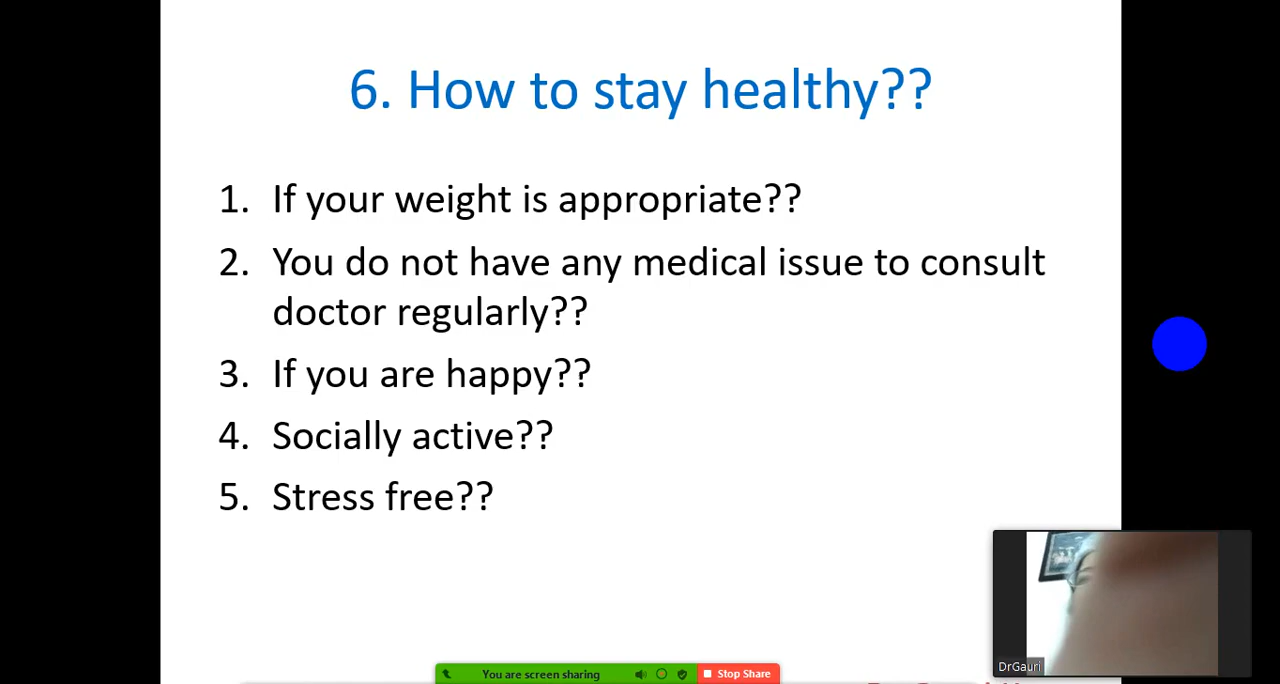 6. How to stay healthy??
1. If your weight is appropriate??
2. You do not have any medical issue to consult
doctor regularly??
3. If you are happy??
4. Socially active??
5. Stress free??
DrGauri
You are screen sharing
Stop Share